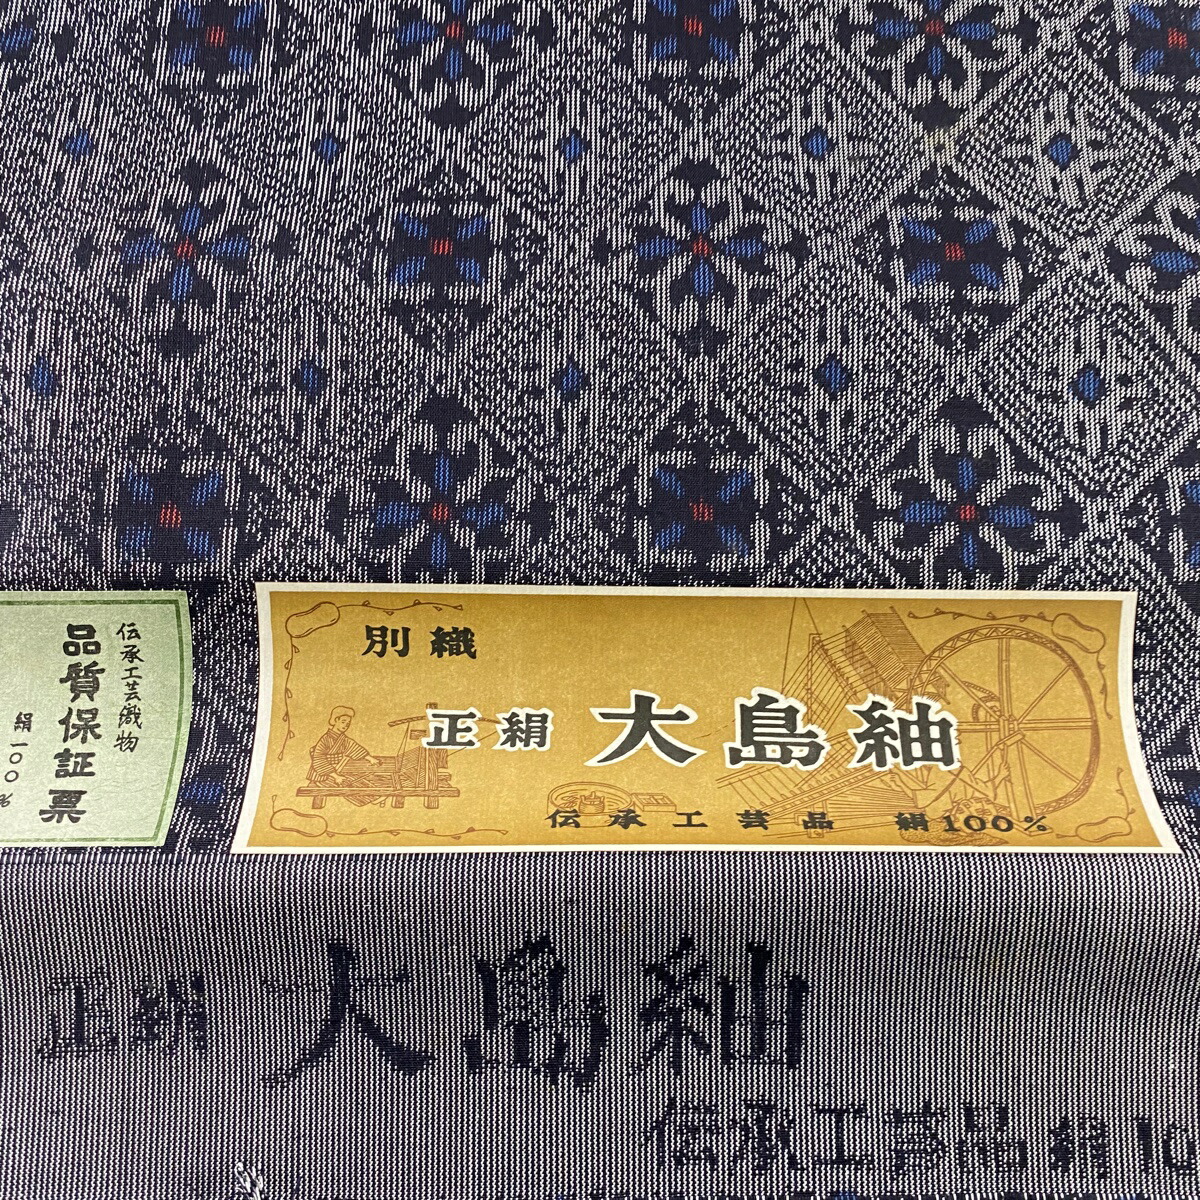 伝承工芸織物
品質保証票
絹一〇〇%
別織
正絹 大島紬
伝承工芸品 絹100%
正絹 大島紬
伝承工芸品 絹 10